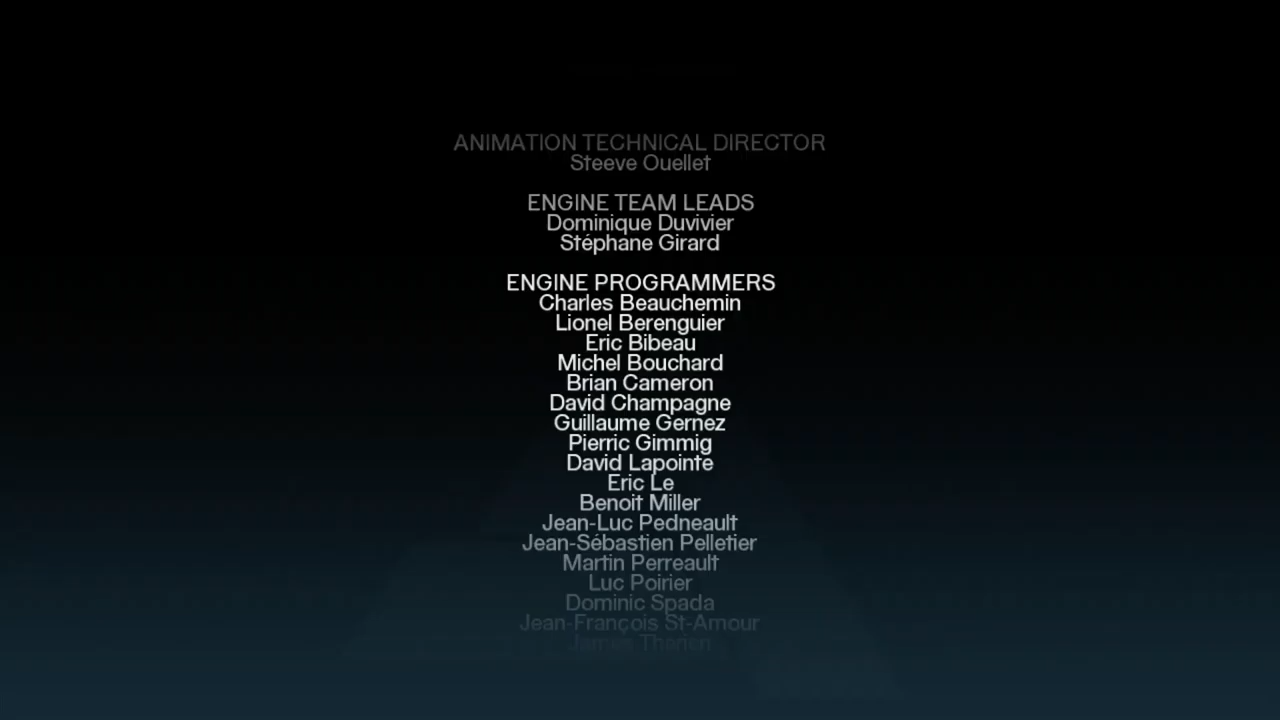 ANIMATION TECHNICAL DIRECTOR
Steeve Ouellet
ENGINE TEAM LEADS
Dominique Duvivier
Stéphane Girard
ENGINE PROGRAMMERS
Charles Beauchemin
Lionel Berenguier
Eric Bibeau
Michel Bouchard
Brian Cameron
David Champagne
Guillaume Gernez
Pierric Gimmig
David Lapointe
Eric Le
Benoit Miller
Jean-Luc Pedneault
Jean-Sébastien Pelletier
Martin Perreault
Luc Poirier
Dominic Spada
Jean-François St-Amour
James Therien